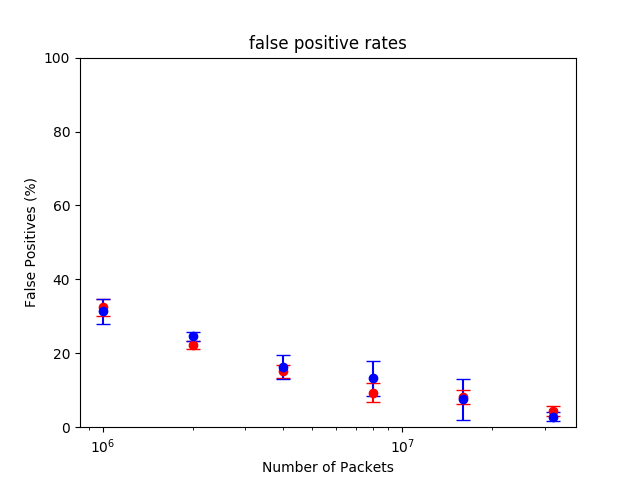 false positive rates
100
80
60
40
20
0
False Positives (%)
10⁶
10⁷
Number of Packets